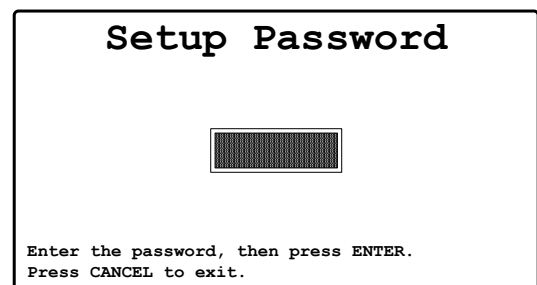 Setup Password
Enter the password, then press ENTER.
Press CANCEL to exit.